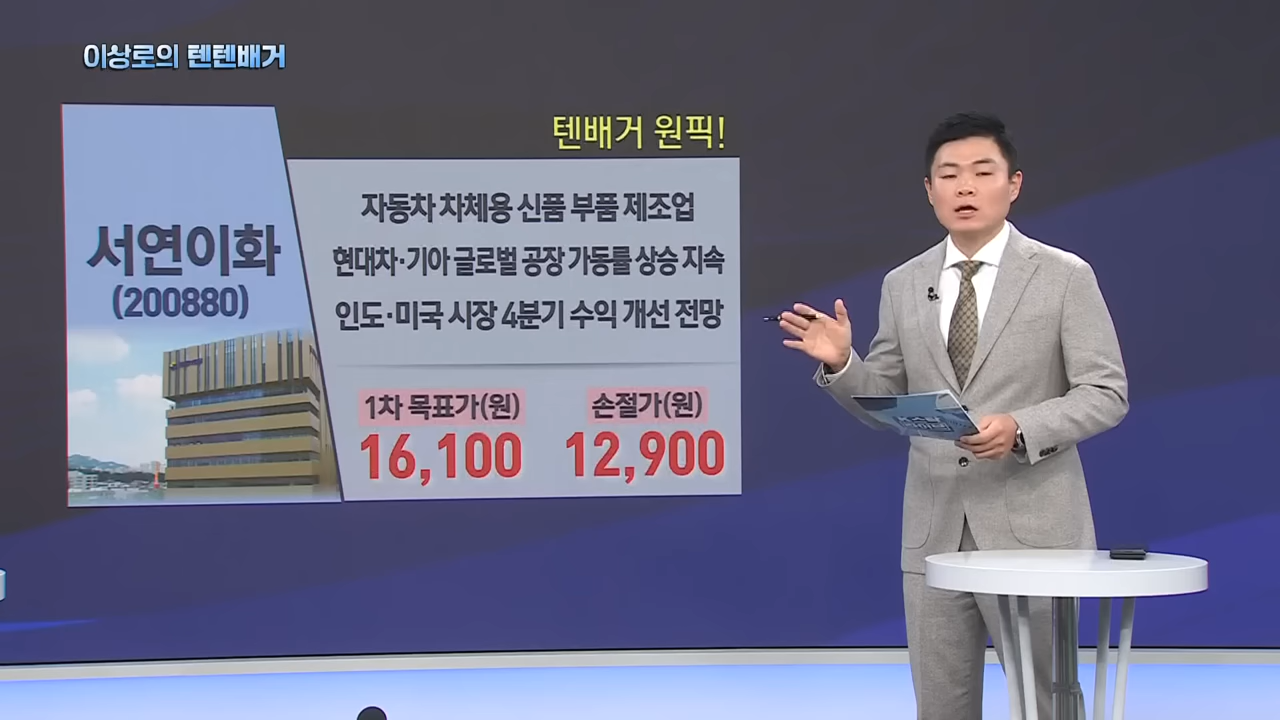 이상로의 텐텐배거
텐배거 원픽!
서연이화
(200880)
자동차 차체용 신품 부품 제조업
현대차·기아 글로벌 공장 가동률 상승 지속
인도·미국 시장 4분기 수익 개선 전망
1차 목표가(원)
16,100
손절가(원)
12,900